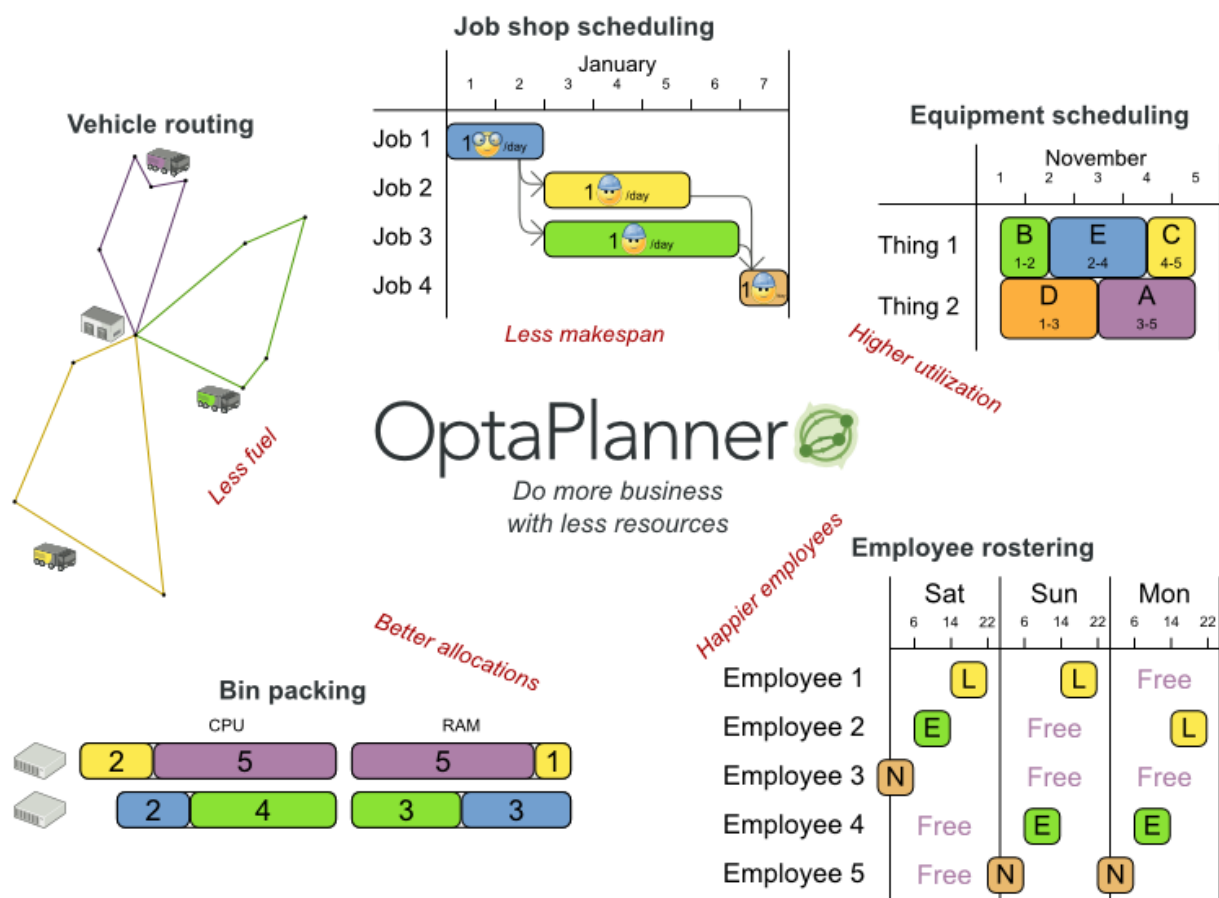 Job shop scheduling
January
1 2 3 4 5 6 7
Job 1
1 /day
Job 2
1 /day
Job 3
1 /day
Job 4
1
Less makespan
Vehicle routing
Less fuel
Equipment scheduling
November
1 2 3 4 5
Thing 1
B E C
1-2 2-4 4-5
Thing 2
D A
1-3 3-5
Higher utilization
OptaPlanner
Do more business
with less resources
Better allocations
Bin packing
CPU RAM
2 5 5 1
2 4 3 3
Happier employees
Employee rostering
Sat Sun Mon
6 14 22 6 14 22 6 14 22
Employee 1 L L Free
Employee 2 E Free L
Employee 3 N Free Free
Employee 4 Free E E
Employee 5 Free N N